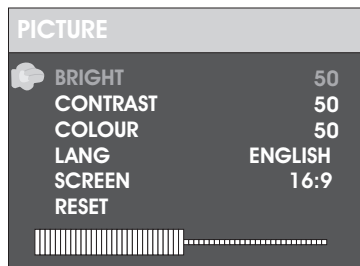 PICTURE
BRIGHT 50
CONTRAST 50
COLOUR 50
LANG ENGLISH
SCREEN 16:9
RESET